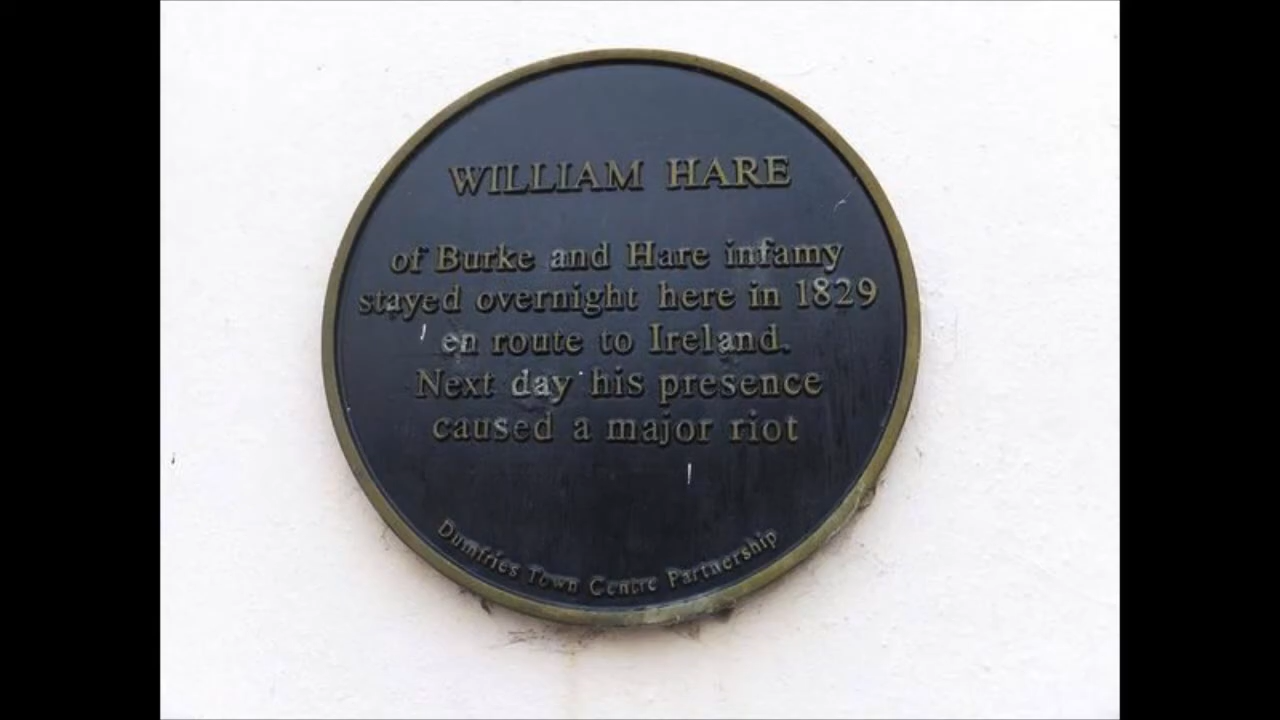 WILLIAM HARE
of Burke and Hare infamy
stayed overnight here in 1829
en route to Ireland.
Next day his presence
caused a major riot
Dumfries Town Centre Partnership